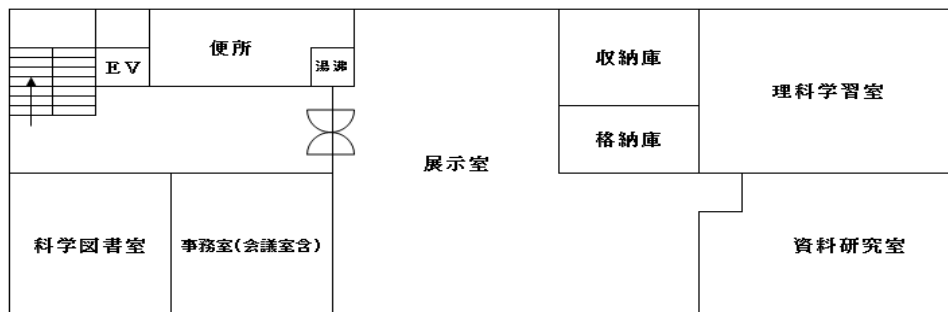 便所
EV
湯沸
収納庫
理科学習室
格納庫
展示室
科学図書室
事務室(会議室含)
資料研究室